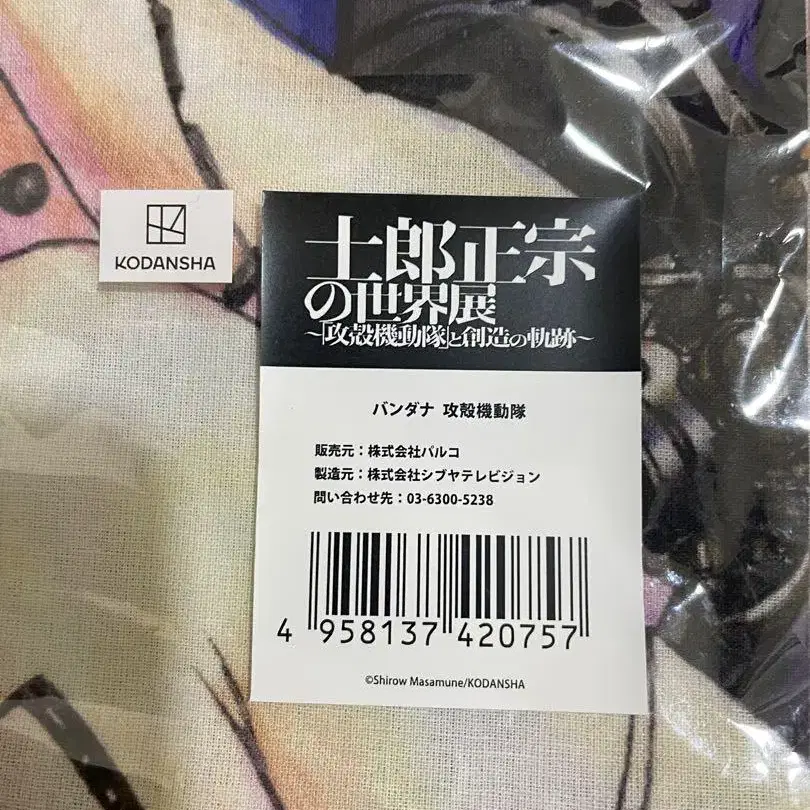 KODANSHA
士郎正宗
の世界展
～「攻殻機動隊」と創造の軌跡～
バンダナ 攻殻機動隊
販売元：株式会社パルコ
製造元：株式会社シブヤテレビジョン
問い合わせ先：03-6300-5238
4 958137 420757
©Shirow Masamune/KODANSHA